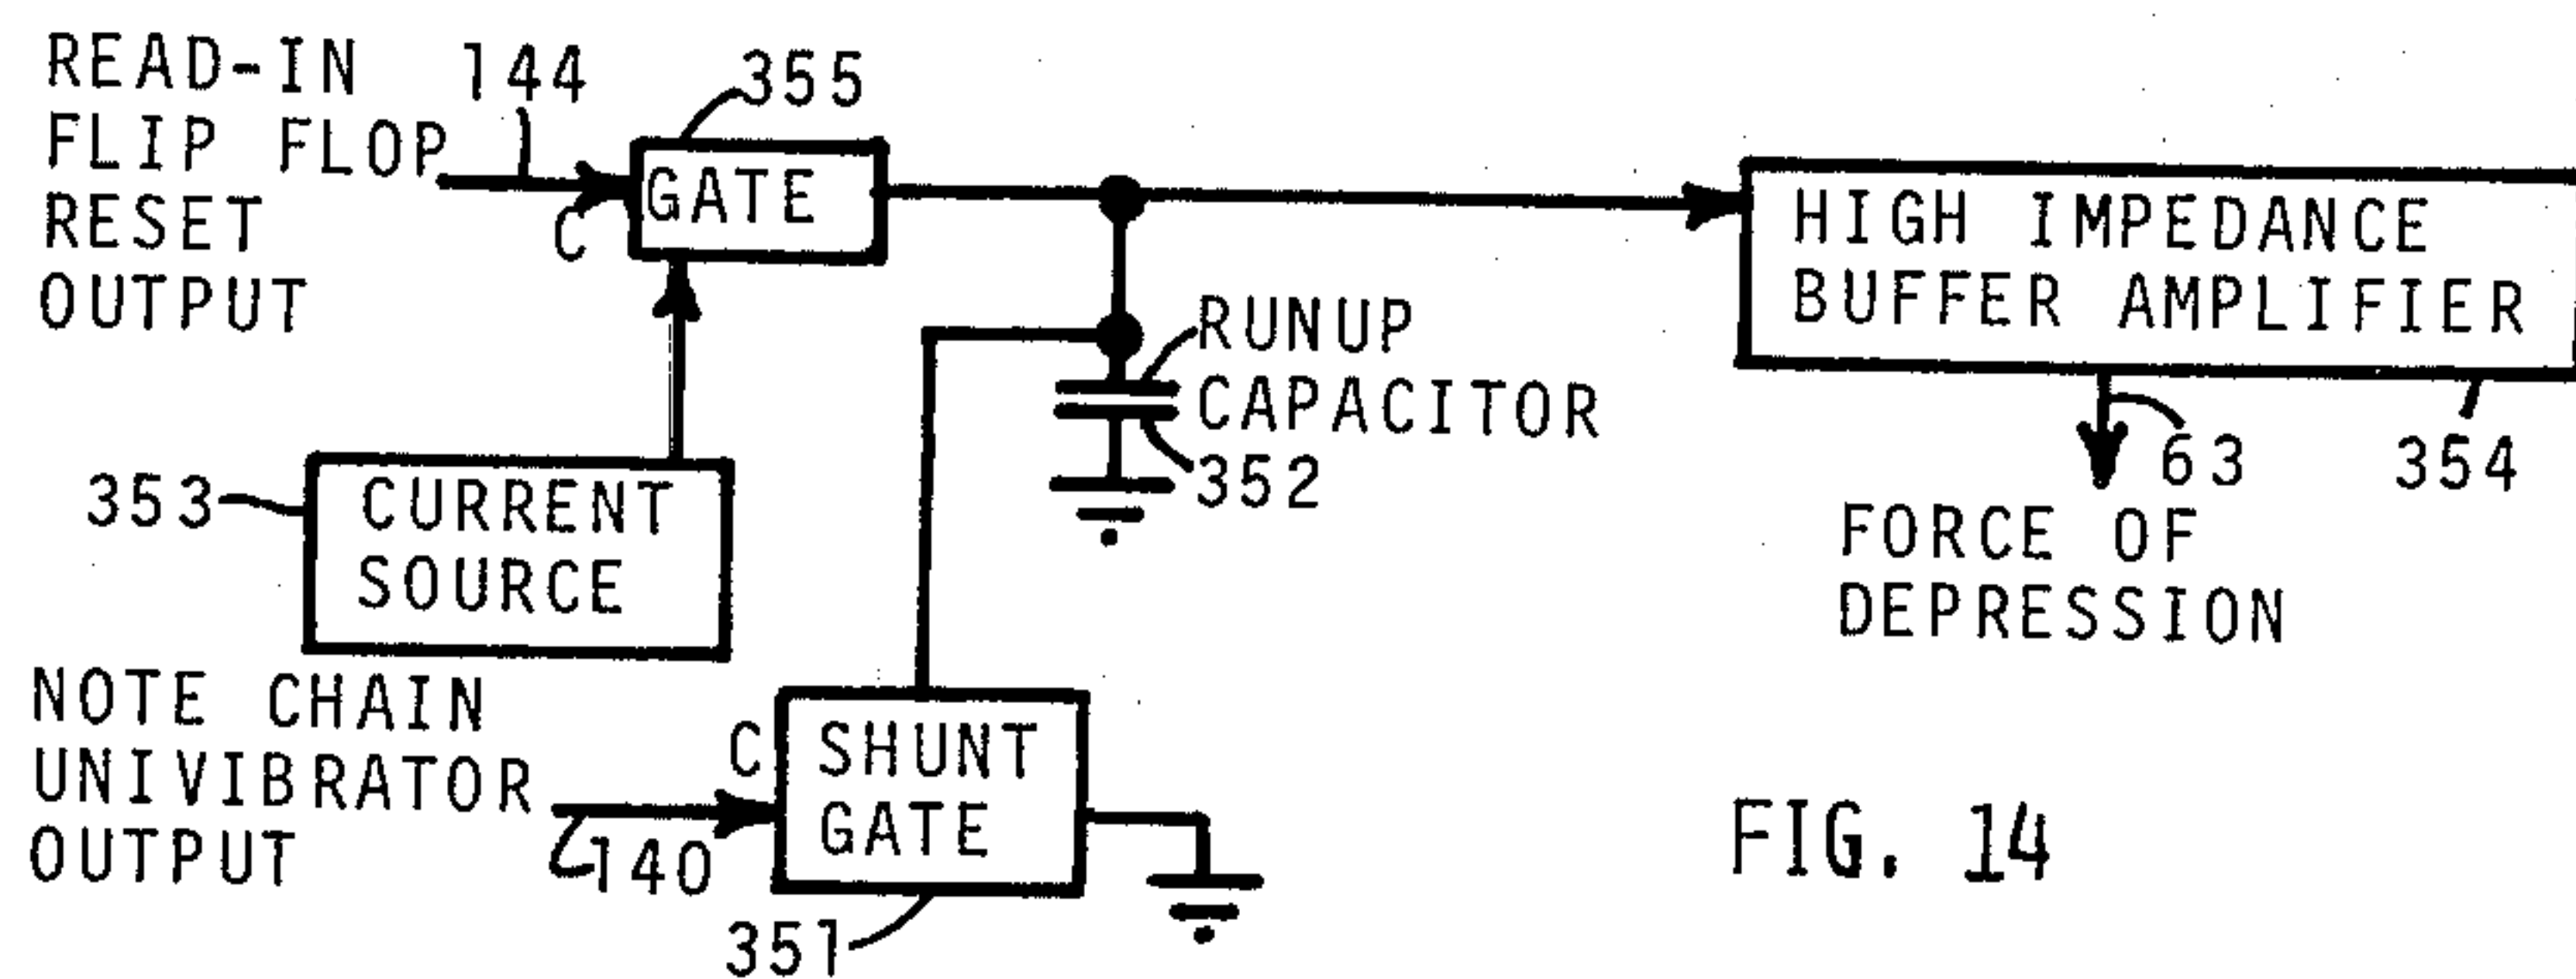 READ-IN
FLIP FLOP
RESET
OUTPUT
144
355
C
GATE
HIGH IMPEDANCE
BUFFER AMPLIFIER
RUNUP
CAPACITOR
352
63
354
FORCE OF
DEPRESSION
353
CURRENT
SOURCE
NOTE CHAIN
UNIVIBRATOR
OUTPUT
140
C
SHUNT
GATE
351
FIG. 14